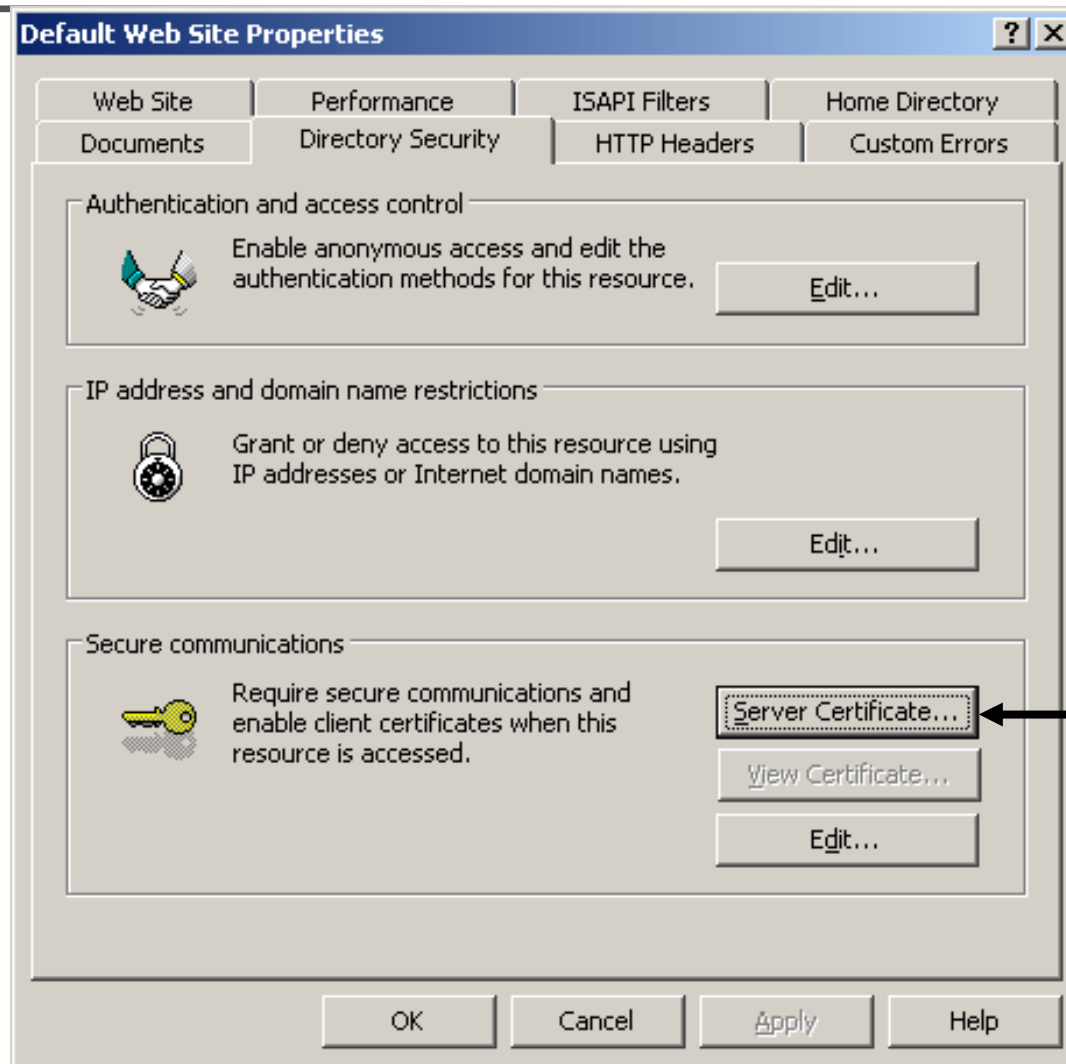 Default Web Site Properties
Web Site Performance ISAPI Filters Home Directory
Documents Directory Security HTTP Headers Custom Errors
Authentication and access control
Enable anonymous access and edit the
authentication methods for this resource.
Edit...
IP address and domain name restrictions
Grant or deny access to this resource using
IP addresses or Internet domain names.
Edit...
Secure communications
Require secure communications and
enable client certificates when this
resource is accessed.
Server Certificate...
View Certificate...
Edit...
OK Cancel Apply Help